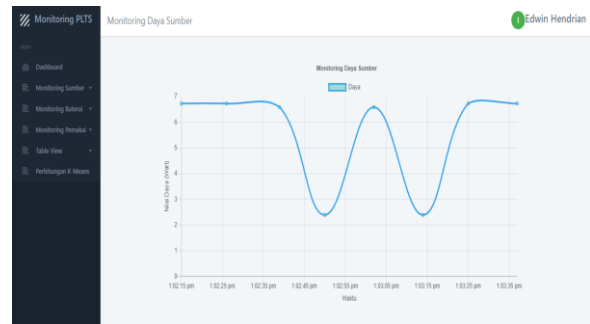 Monitoring PLTS
Monitoring Daya Sumber
Edwin Hendrian
Dashboard
Monitoring Sumber
Monitoring Baterai
Monitoring Pemakai
Table View
Perhitungan K-Means
Monitoring Daya Sumber
Daya
Nilai Daya (Watt)
7
6
5
4
3
2
1
0
1:02:15 pm 1:02:25 pm 1:02:35 pm 1:02:45 pm 1:02:55 pm 1:03:05 pm 1:03:15 pm 1:03:25 pm 1:03:35 pm
Waktu